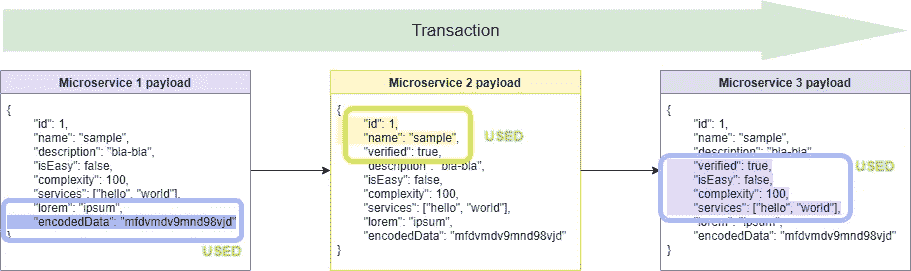 Transaction
Microservice 1 payload
{
"id": 1,
"name": "sample",
"description": "bla-bla",
"isEasy": false,
"complexity": 100,
"services": ["hello", "world"],
"lorem": "ipsum",
"encodedData": "mfdvmdv9mnd98vjd"
}
USED
Microservice 2 payload
{
"id": 1,
"name": "sample",
"verified": true,
"description": "bla-bla",
"isEasy": false,
"complexity": 100,
"services": ["hello", "world"],
"lorem": "ipsum",
"encodedData": "mfdvmdv9mnd98vjd"
}
USED
Microservice 3 payload
{
"id": 1,
"name": "sample",
"description": "bla-bla",
"verified": true,
"isEasy": false,
"complexity": 100,
"services": ["hello", "world"],
"lorem": "ipsum",
"encodedData": "mfdvmdv9mnd98vjd"
}
USED